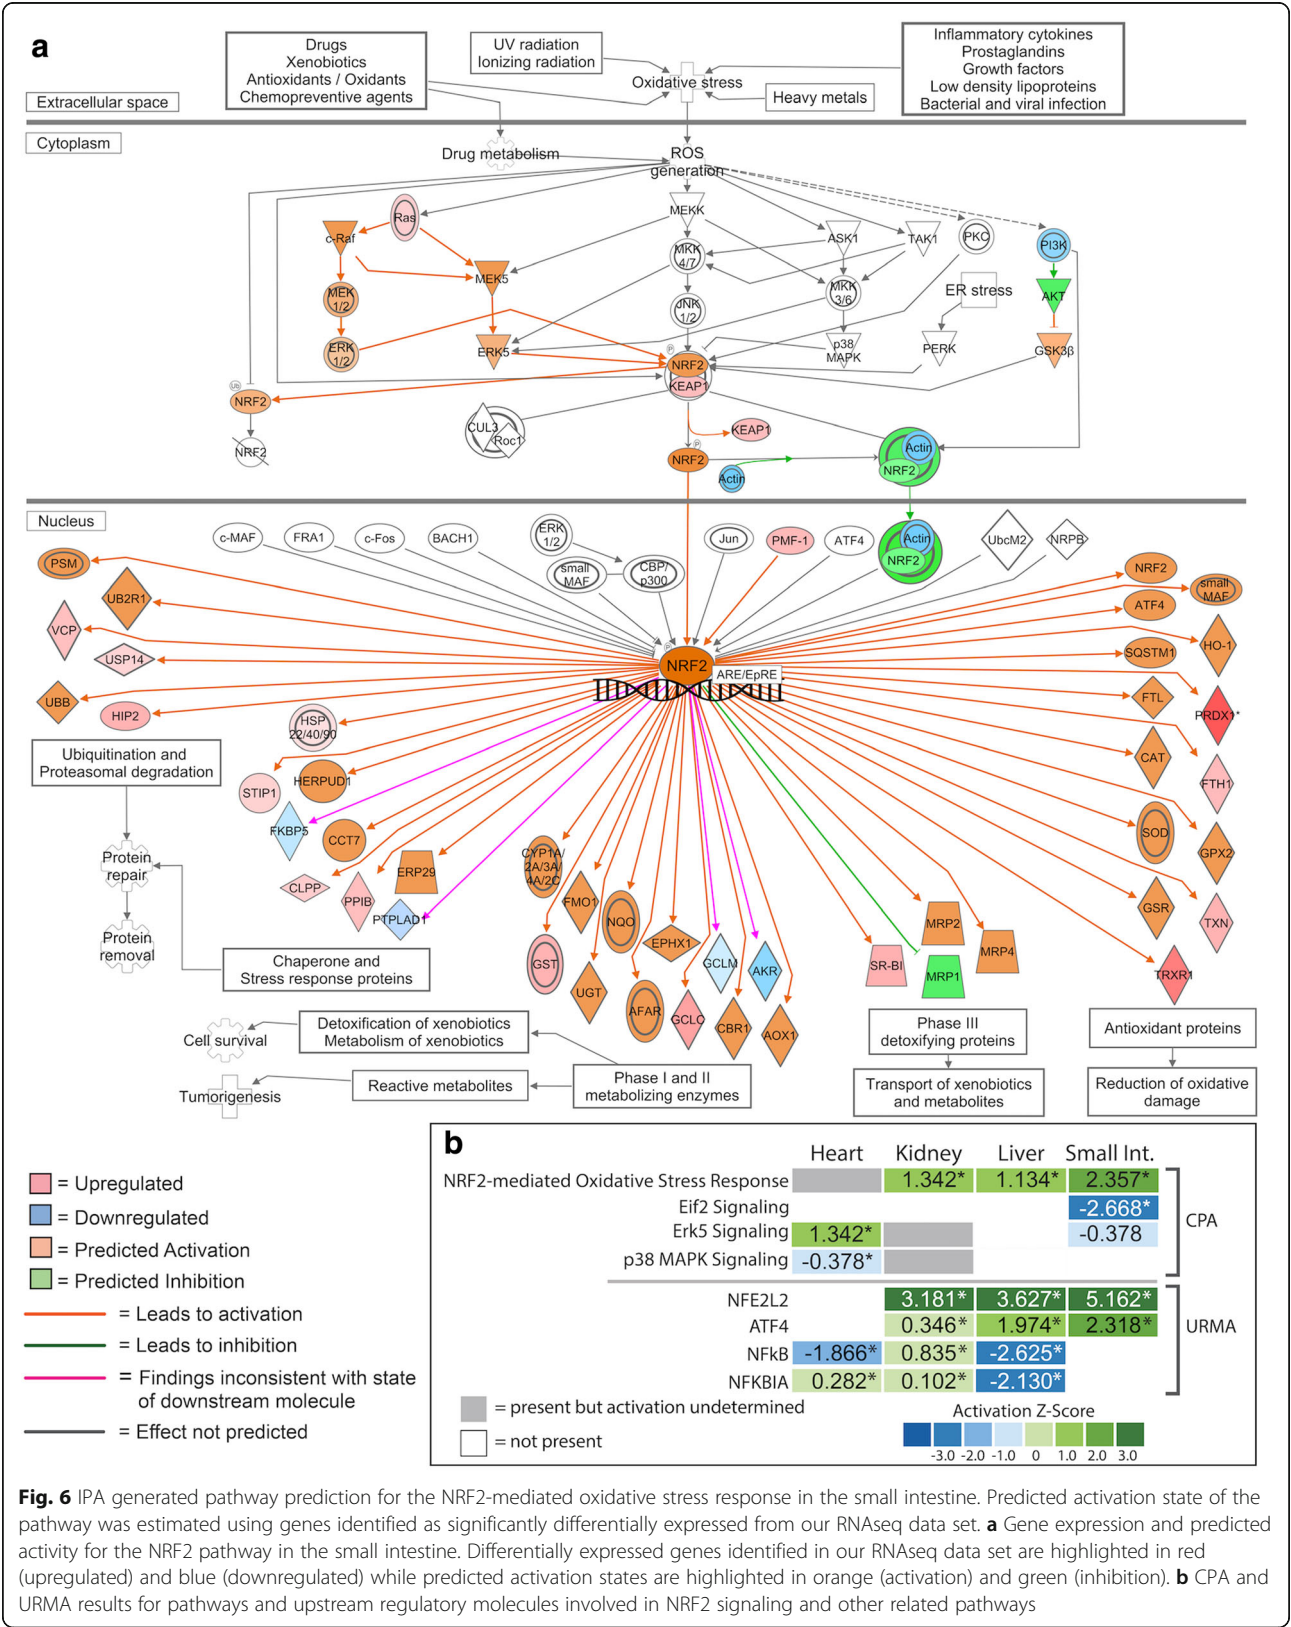 a
Drugs
Xenobiotics
Antioxidants / Oxidants
Chemopreventive agents
UV radiation
Ionizing radiation
Oxidative stress
Heavy metals
Inflammatory cytokines
Prostaglandins
Growth factors
Low density lipoproteins
Bacterial and viral infection
Extracellular space
Cytoplasm
Drug metabolism
ROS
generation
Ras
c-Raf
MEK
1/2
ERK
1/2
MEK5
ERK5
MEKK
MKK
4/7
JNK
1/2
ASK1
TAK1
MKK
3/6
p38
MAPK
PKC
ER stress
PERK
PI3K
AKT
GSK3β
P
NRF2
KEAP1
Ub
NRF2
NRF2
CUL3
Roc1
KEAP1
P
NRF2
Actin
Actin
NRF2
Nucleus
c-MAF
FRA1
c-Fos
BACH1
ERK
1/2
small
MAF
CBP/
p300
Jun
PMF-1
ATF4
Actin
NRF2
UbcM2
NRPB
PSM
UB2R1
VCP
USP14
UBB
HIP2
P
NRF2
ARE/EpRE
NRF2
small
MAF
ATF4
HO-1
SQSTM1
FTL
PRDX1*
CAT
FTH1
SOD
GPX2
GSR
TXN
TRXR1
HSP
22/40/90
STIP1
HERPUD1
FKBP5
CCT7
CLPP
PPIB
ERP29
PTPLAD1
CYP1A/
2A/3A/
4A/2C
FMO1
GST
UGT
NQO
AFAR
EPHX1
GCLC
GCLM
CBR1
AKR
AOX1
SR-BI
MRP2
MRP1
MRP4
Ubiquitination and
Proteasomal degradation
Protein
repair
Protein
removal
Chaperone and
Stress response proteins
Cell survival
Detoxification of xenobiotics
Metabolism of xenobiotics
Tumorigenesis
Reactive metabolites
Phase I and II
metabolizing enzymes
Phase III
detoxifying proteins
Transport of xenobiotics
and metabolites
Antioxidant proteins
Reduction of oxidative
damage
= Upregulated
= Downregulated
= Predicted Activation
= Predicted Inhibition
= Leads to activation
= Leads to inhibition
= Findings inconsistent with state
of downstream molecule
= Effect not predicted
b
Heart Kidney Liver Small Int.
NRF2-mediated Oxidative Stress Response 1.342* 1.134* 2.357*
Eif2 Signaling -2.668*
Erk5 Signaling 1.342* -0.378
p38 MAPK Signaling -0.378*
CPA
NFE2L2 3.181* 3.627* 5.162*
ATF4 0.346* 1.974* 2.318*
NFkB -1.866* 0.835* -2.625*
NFKBIA 0.282* 0.102* -2.130*
URMA
= present but activation undetermined
= not present
Activation Z-Score
-3.0 -2.0 -1.0 0 1.0 2.0 3.0
Fig. 6 IPA generated pathway prediction for the NRF2-mediated oxidative stress response in the small intestine. Predicted activation state of the
pathway was estimated using genes identified as significantly differentially expressed from our RNAseq data set. a Gene expression and predicted
activity for the NRF2 pathway in the small intestine. Differentially expressed genes identified in our RNAseq data set are highlighted in red
(upregulated) and blue (downregulated) while predicted activation states are highlighted in orange (activation) and green (inhibition). b CPA and
URMA results for pathways and upstream regulatory molecules involved in NRF2 signaling and other related pathways